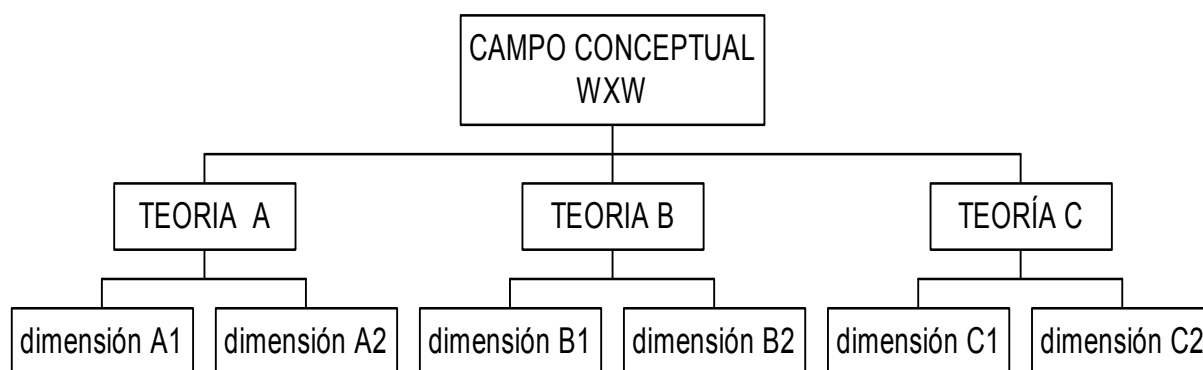 CAMPO CONCEPTUAL
WXW
TEORIA A
TEORIA B
TEORÍA C
dimensión A1
dimensión A2
dimensión B1
dimensión B2
dimensión C1
dimensión C2